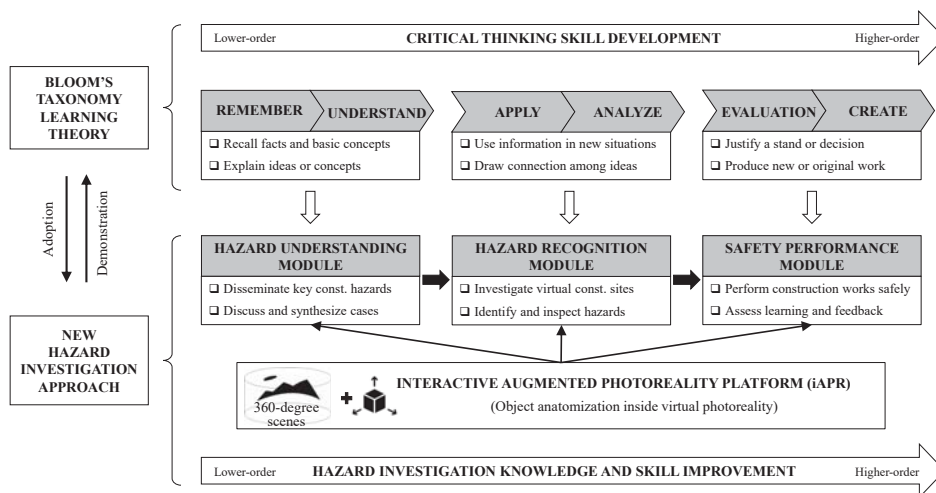 Lower-order CRITICAL THINKING SKILL DEVELOPMENT Higher-order
BLOOM'S
TAXONOMY
LEARNING
THEORY
REMEMBER UNDERSTAND
❑ Recall facts and basic concepts
❑ Explain ideas or concepts
APPLY ANALYZE
❑ Use information in new situations
❑ Draw connection among ideas
EVALUATION CREATE
❑ Justify a stand or decision
❑ Produce new or original work
Adoption
Demonstration
NEW
HAZARD
INVESTIGATION
APPROACH
HAZARD UNDERSTANDING
MODULE
❑ Disseminate key const. hazards
❑ Discuss and synthesize cases
HAZARD RECOGNITION
MODULE
❑ Investigate virtual const. sites
❑ Identify and inspect hazards
SAFETY PERFORMANCE
MODULE
❑ Perform construction works safely
❑ Assess learning and feedback
360-degree
scenes
+
INTERACTIVE AUGMENTED PHOTOREALITY PLATFORM (iAPR)
(Object anatomization inside virtual photoreality)
Lower-order HAZARD INVESTIGATION KNOWLEDGE AND SKILL IMPROVEMENT Higher-order